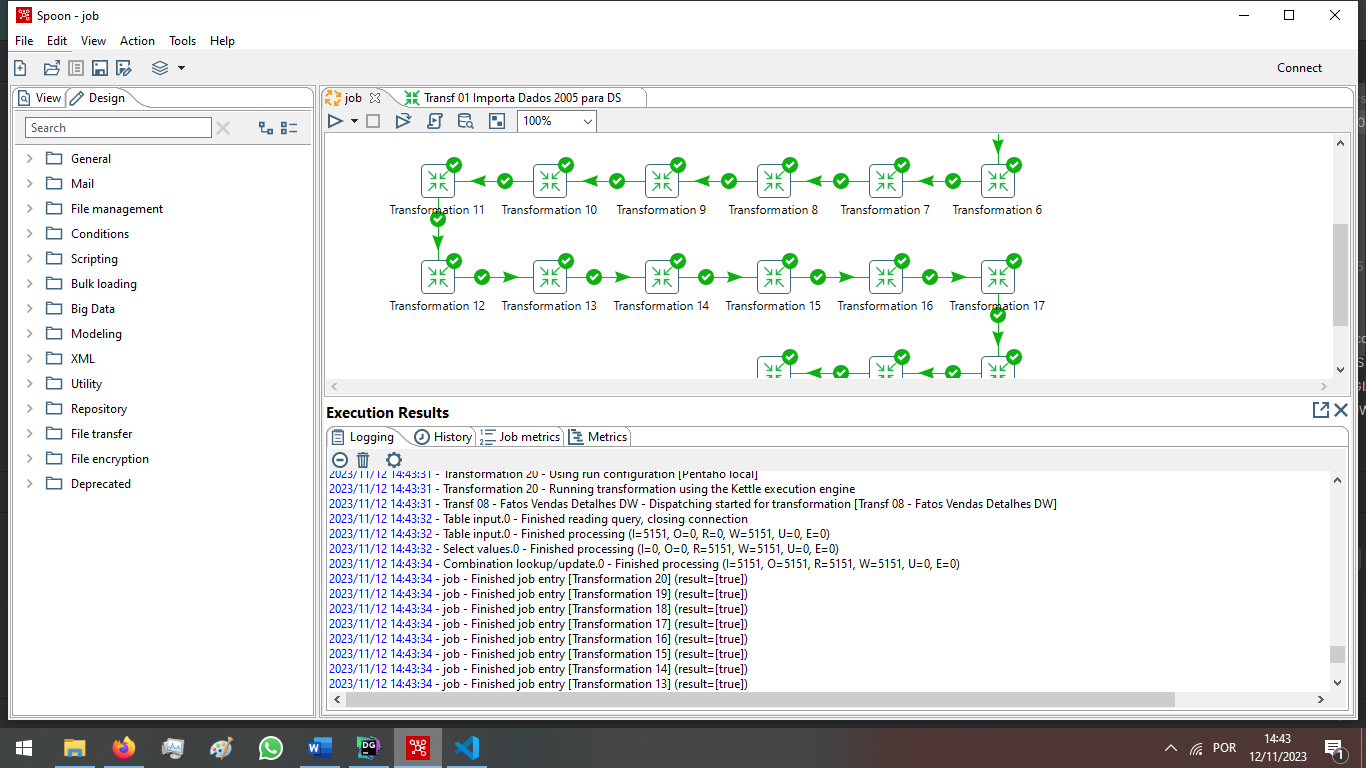 Spoon - job
File Edit View Action Tools Help
Connect
View Design
Search
General
Mail
File management
Conditions
Scripting
Bulk loading
Big Data
Modeling
XML
Utility
Repository
File transfer
File encryption
Deprecated
job Transf 01 Importa Dados 2005 para DS
100%
Transformation 11 Transformation 10 Transformation 9 Transformation 8 Transformation 7 Transformation 6
Transformation 12 Transformation 13 Transformation 14 Transformation 15 Transformation 16 Transformation 17
Execution Results
Logging History Job metrics Metrics
2023/11/12 14:43:31 - Transformation 20 - Using run configuration [Pentaho local]
2023/11/12 14:43:31 - Transformation 20 - Running transformation using the Kettle execution engine
2023/11/12 14:43:31 - Transf 08 - Fatos Vendas Detalhes DW - Dispatching started for transformation [Transf 08 - Fatos Vendas Detalhes DW]
2023/11/12 14:43:32 - Table input.0 - Finished reading query, closing connection
2023/11/12 14:43:32 - Table input.0 - Finished processing (I=5151, O=0, R=0, W=5151, U=0, E=0)
2023/11/12 14:43:32 - Select values.0 - Finished processing (I=0, O=0, R=5151, W=5151, U=0, E=0)
2023/11/12 14:43:34 - Combination lookup/update.0 - Finished processing (I=5151, O=5151, R=5151, W=5151, U=0, E=0)
2023/11/12 14:43:34 - job - Finished job entry [Transformation 20] (result=[true])
2023/11/12 14:43:34 - job - Finished job entry [Transformation 19] (result=[true])
2023/11/12 14:43:34 - job - Finished job entry [Transformation 18] (result=[true])
2023/11/12 14:43:34 - job - Finished job entry [Transformation 17] (result=[true])
2023/11/12 14:43:34 - job - Finished job entry [Transformation 16] (result=[true])
2023/11/12 14:43:34 - job - Finished job entry [Transformation 15] (result=[true])
2023/11/12 14:43:34 - job - Finished job entry [Transformation 14] (result=[true])
2023/11/12 14:43:34 - job - Finished job entry [Transformation 13] (result=[true])
W DG
POR
14:43
12/11/2023
1